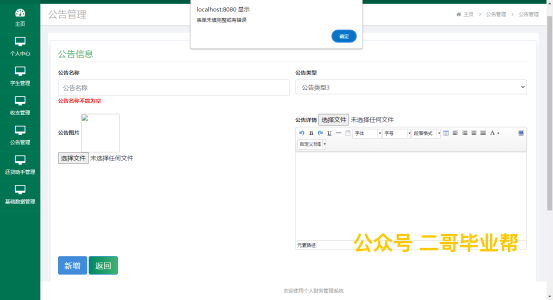 公告管理
localhost:8080 显示
表单未填完整或有错误
确定
主页 > 公告管理 > 公告管理
主页
个人中心
学生管理
收支管理
公告管理
还贷助手管理
基础数据管理
公告信息
公告名称
公告名称
公告名称不能为空
公告类型
公告类型3
公告图片
选择文件 未选择任何文件
公告详情 选择文件 未选择任何文件
字体 字号 段落格式
自定义标题
元素路径:
新增 返回
公众号 二哥毕业帮
欢迎使用个人财务管理系统